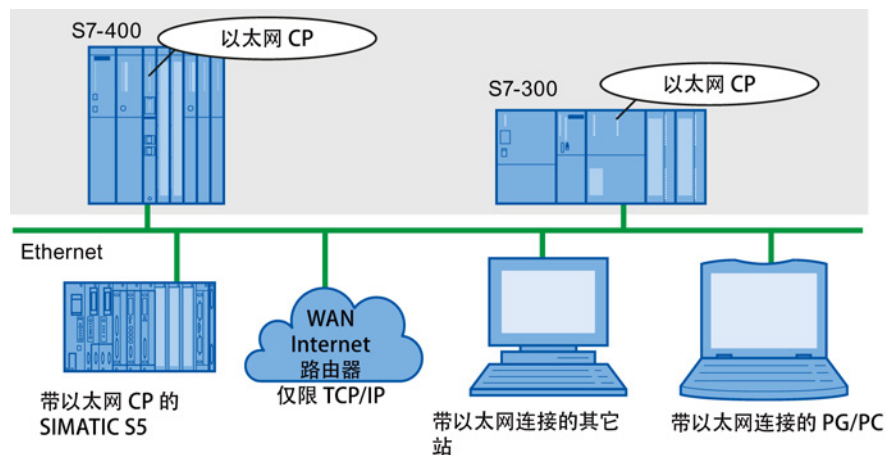 S7-400
以太网 CP
S7-300
以太网 CP
Ethernet
WAN
Internet
路由器
仅限 TCP/IP
带以太网 CP 的
SIMATIC S5
带以太网连接的其它
站
带以太网连接的 PG/PC